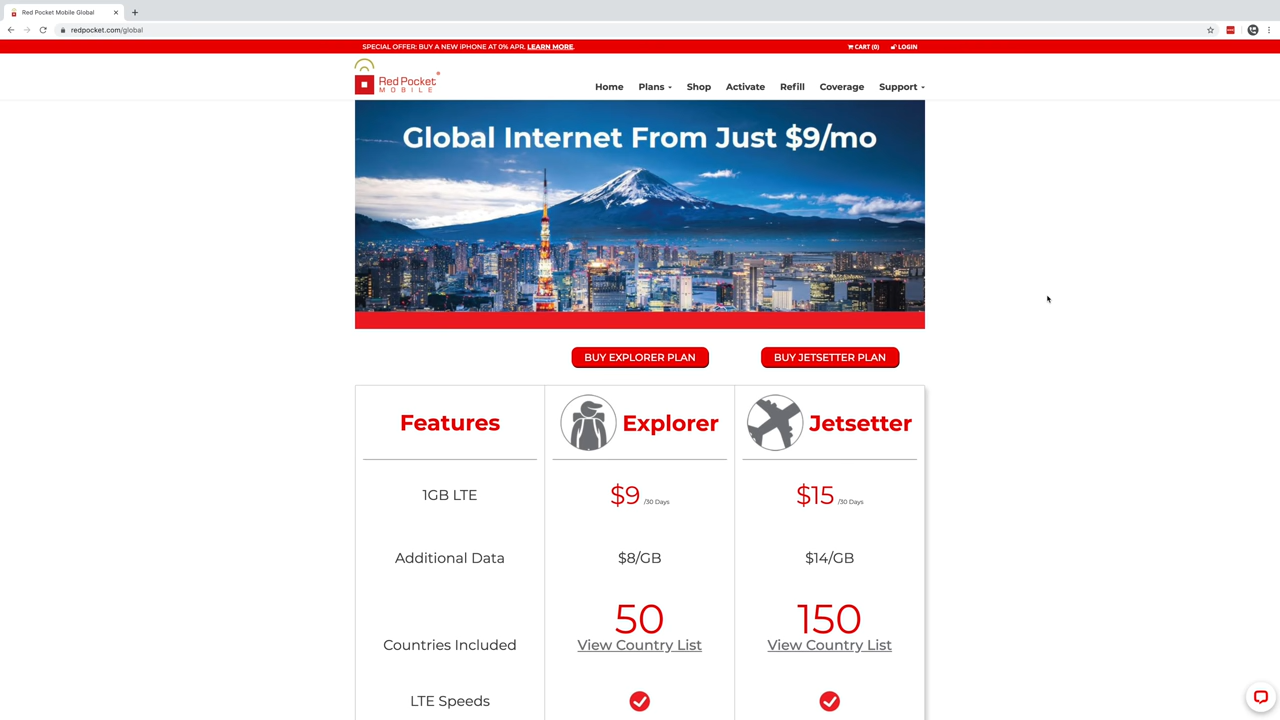 Red Pocket Mobile Global
redpocket.com/global
SPECIAL OFFER: BUY A NEW IPHONE AT 0% APR. LEARN MORE.
CART (0)
LOGIN
Red Pocket®
MOBILE
Home
Plans
Shop
Activate
Refill
Coverage
Support
Global Internet From Just $9/mo
BUY EXPLORER PLAN
BUY JETSETTER PLAN
Features
Explorer
Jetsetter
1GB LTE
$9 /30 Days
$15 /30 Days
Additional Data
$8/GB
$14/GB
Countries Included
50
View Country List
150
View Country List
LTE Speeds